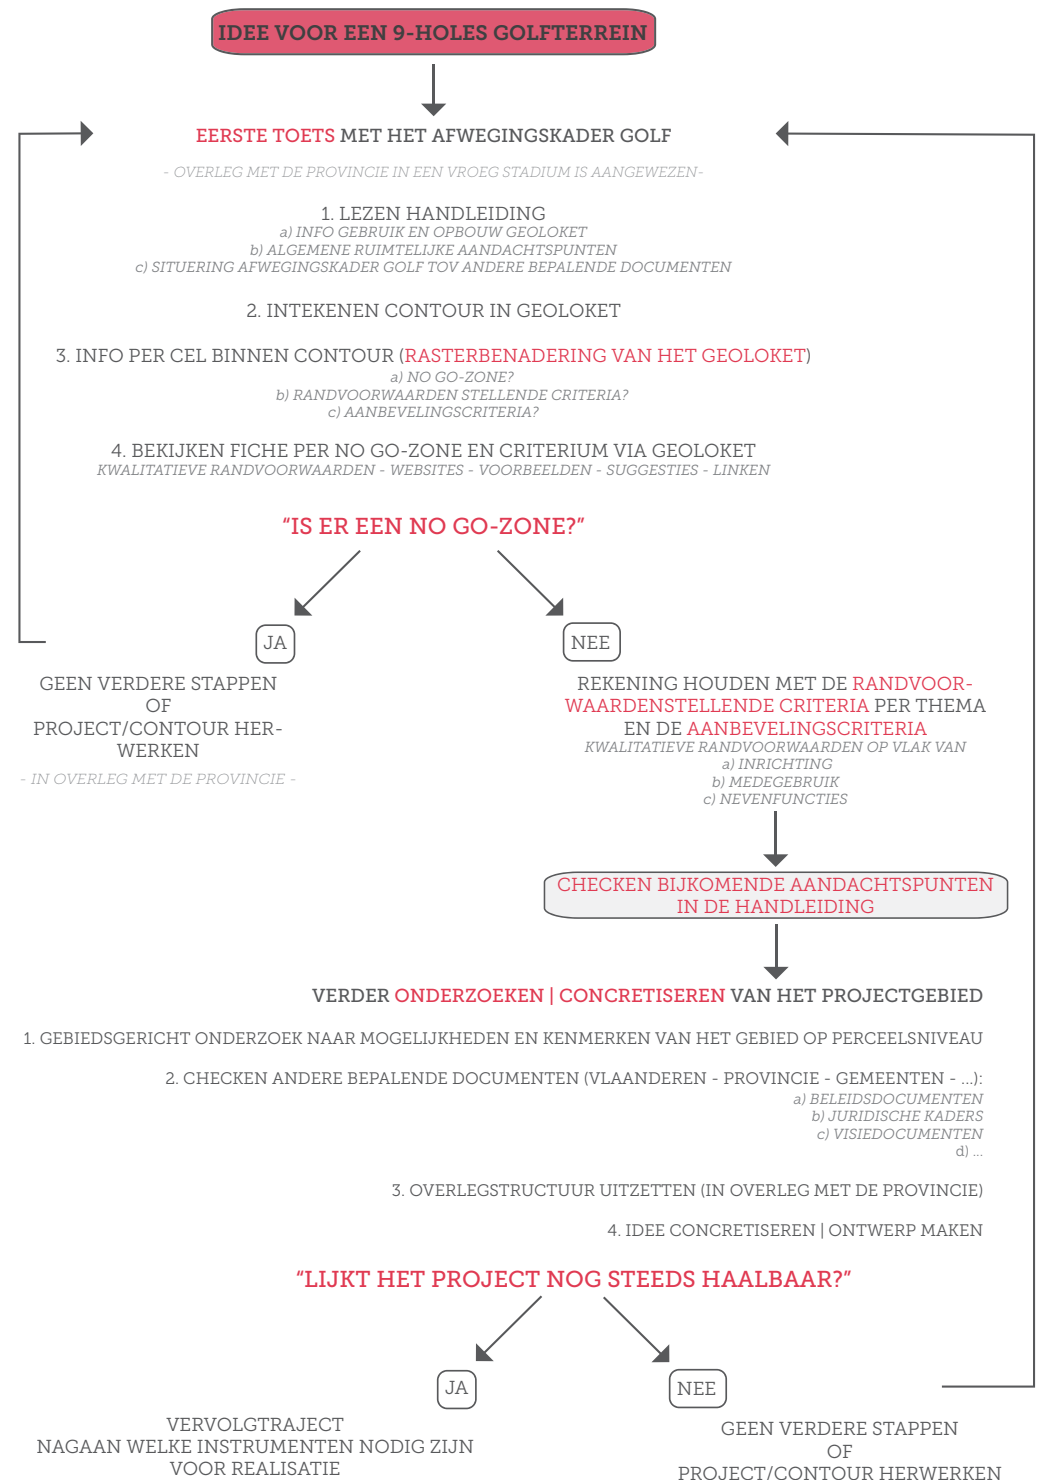 IDEE VOOR EEN 9-HOLES GOLFTERREIN
EERSTE TOETS MET HET AFWEGINGSKADER GOLF
- OVERLEG MET DE PROVINCIE IN EEN VROEG STADIUM IS AANGEWEZEN-
1. LEZEN HANDLEIDING
a) INFO GEBRUIK EN OPBOUW GEOLOKET
b) ALGEMENE RUIMTELIJKE AANDACHTSPUNTEN
c) SITUERING AFWEGINGSKADER GOLF TOV ANDERE BEPALENDE DOCUMENTEN
2. INTEKENEN CONTOUR IN GEOLOKET
3. INFO PER CEL BINNEN CONTOUR (RASTERBENADERING VAN HET GEOLOKET)
a) NO GO-ZONE?
b) RANDVOORWAARDEN STELLENDE CRITERIA?
c) AANBEVELINGSCRITERIA?
4. BEKIJKEN FICHE PER NO GO-ZONE EN CRITERIUM VIA GEOLOKET
KWALITATIEVE RANDVOORWAARDEN - WEBSITES - VOORBEELDEN - SUGGESTIES - LINKEN
“IS ER EEN NO GO-ZONE?”
JA
GEEN VERDERE STAPPEN
OF
PROJECT/CONTOUR HER-
WERKEN
- IN OVERLEG MET DE PROVINCIE -
NEE
REKENING HOUDEN MET DE RANDVOOR-
WAARDENSTELLENDE CRITERIA PER THEMA
EN DE AANBEVELINGSCRITERIA
KWALITATIEVE RANDVOORWAARDEN OP VLAK VAN
a) INRICHTING
b) MEDEGEBRUIK
c) NEVENFUNCTIES
CHECKEN BIJKOMENDE AANDACHTSPUNTEN
IN DE HANDLEIDING
VERDER ONDERZOEKEN | CONCRETISEREN VAN HET PROJECTGEBIED
1. GEBIEDSGERICHT ONDERZOEK NAAR MOGELIJKHEDEN EN KENMERKEN VAN HET GEBIED OP PERCEELSNIVEAU
2. CHECKEN ANDERE BEPALENDE DOCUMENTEN (VLAANDEREN - PROVINCIE - GEMEENTEN - ...):
a) BELEIDSDOCUMENTEN
b) JURIDISCHE KADERS
c) VISIEDOCUMENTEN
d) ...
3. OVERLEGSTRUCTUUR UITZETTEN (IN OVERLEG MET DE PROVINCIE)
4. IDEE CONCRETISEREN | ONTWERP MAKEN
“LIJKT HET PROJECT NOG STEEDS HAALBAAR?”
JA
VERVOLGTRAJECT
NAGAAN WELKE INSTRUMENTEN NODIG ZIJN
VOOR REALISATIE
NEE
GEEN VERDERE STAPPEN
OF
PROJECT/CONTOUR HERWERKEN